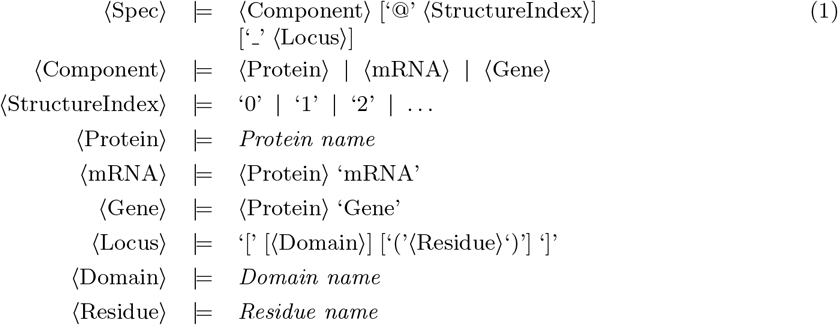 ⟨Spec⟩ ⊨ ⟨Component⟩ [‘@’ ⟨StructureIndex⟩] (1)
[‘_’ ⟨Locus⟩]
⟨Component⟩ ⊨ ⟨Protein⟩ | ⟨mRNA⟩ | ⟨Gene⟩
⟨StructureIndex⟩ ⊨ ‘0’ | ‘1’ | ‘2’ | …
⟨Protein⟩ ⊨ Protein name
⟨mRNA⟩ ⊨ ⟨Protein⟩ ‘mRNA’
⟨Gene⟩ ⊨ ⟨Protein⟩ ‘Gene’
⟨Locus⟩ ⊨ ‘[’ [⟨Domain⟩] [‘(’⟨Residue⟩‘)’] ‘]’
⟨Domain⟩ ⊨ Domain name
⟨Residue⟩ ⊨ Residue name